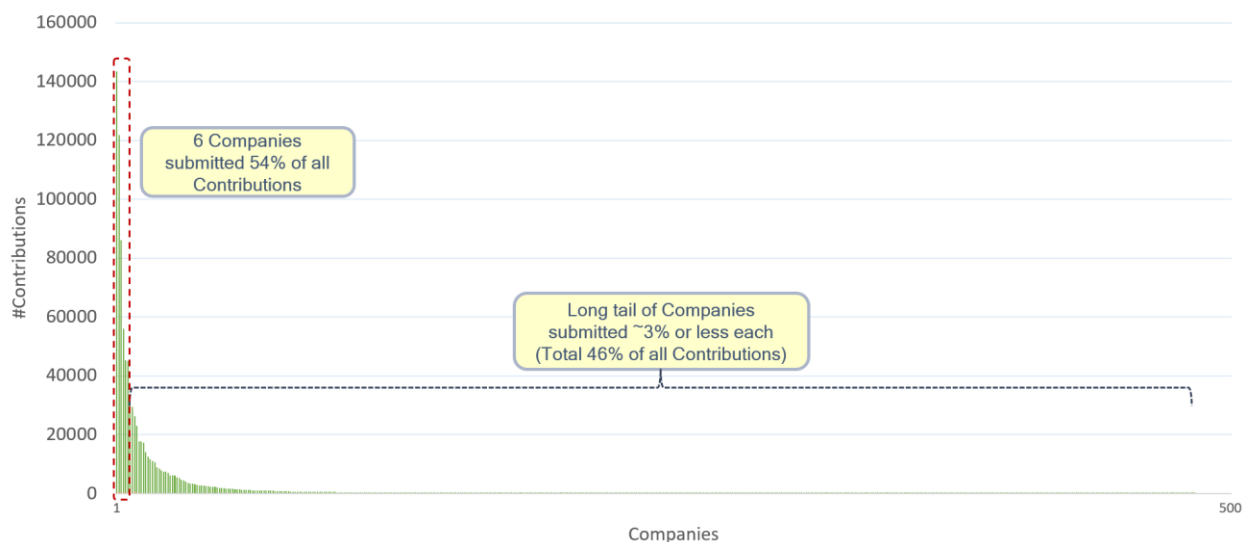 160000
140000
120000
100000
80000
60000
40000
20000
0
#Contributions
6 Companies
submitted 54% of all
Contributions
Long tail of Companies
submitted ~3% or less each
(Total 46% of all Contributions)
1
500
Companies